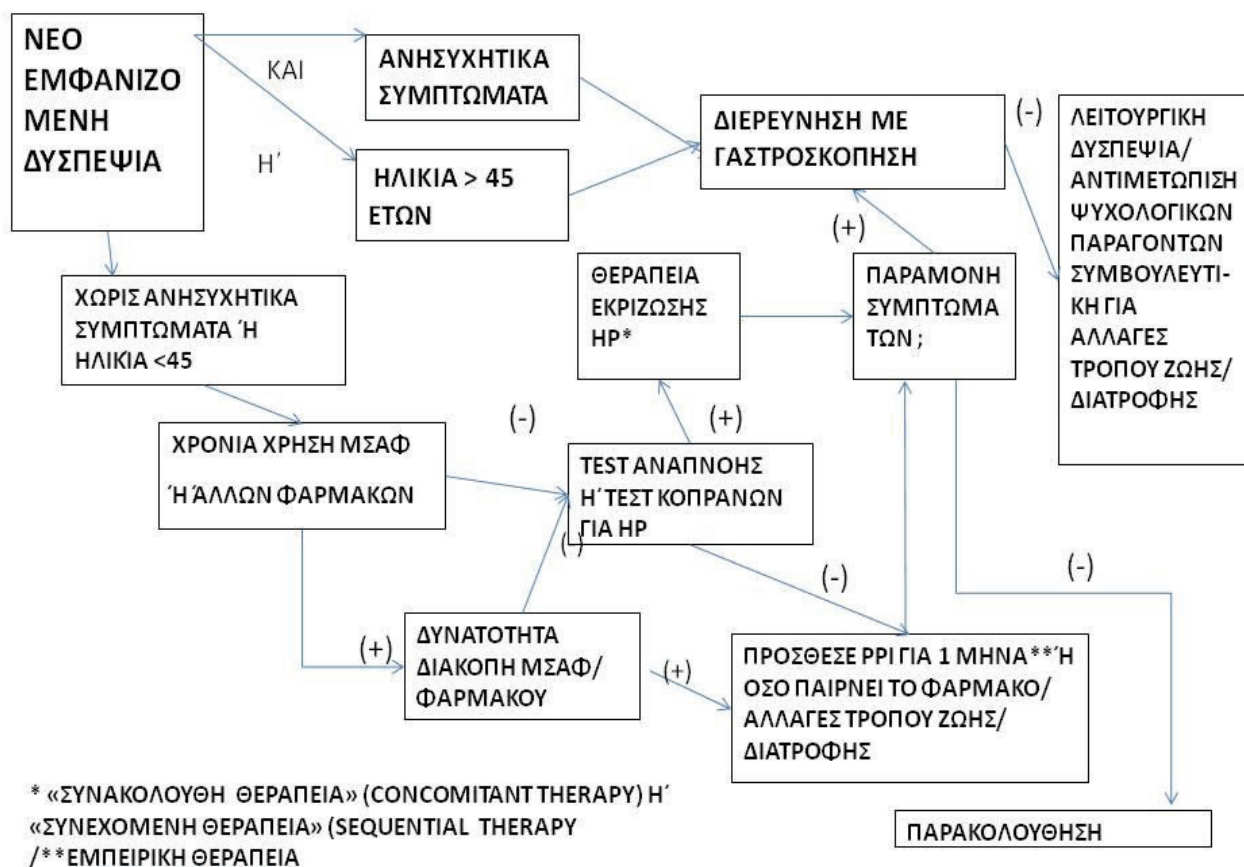 ΝΕΟ
ΕΜΦΑΝΙΖΟ
ΜΕΝΗ
ΔΥΣΠΕΨΙΑ
ΚΑΙ
Η΄
ΑΝΗΣΥΧΗΤΙΚΑ
ΣΥΜΠΤΩΜΑΤΑ
ΗΛΙΚΙΑ > 45
ΕΤΩΝ
ΔΙΕΡΕΥΝΗΣΗ ΜΕ
ΓΑΣΤΡΟΣΚΟΠΗΣΗ
(-)
ΛΕΙΤΟΥΡΓΙΚΗ
ΔΥΣΠΕΨΙΑ/
ΑΝΤΙΜΕΤΩΠΙΣΗ
ΨΥΧΟΛΟΓΙΚΩΝ
ΠΑΡΑΓΟΝΤΩΝ
ΣΥΜΒΟΥΛΕΥΤΙ-
ΚΗ ΓΙΑ
ΑΛΛΑΓΕΣ
ΤΡΟΠΟΥ ΖΩΗΣ/
ΔΙΑΤΡΟΦΗΣ
(+)
ΘΕΡΑΠΕΙΑ
ΕΚΡΙΖΩΣΗΣ
ΗΡ*
ΠΑΡΑΜΟΝΗ
ΣΥΜΠΤΩΜΑ
ΤΩΝ ;
ΧΩΡΙΣ ΑΝΗΣΥΧΗΤΙΚΑ
ΣΥΜΠΤΩΜΑΤΑ Ή
ΗΛΙΚΙΑ <45
(-)
(+)
ΧΡΟΝΙΑ ΧΡΗΣΗ ΜΣΑΦ
Ή ΆΛΛΩΝ ΦΑΡΜΑΚΩΝ
TEST ΑΝΑΠΝΟΗΣ
Η΄ ΤΕΣΤ ΚΟΠΡΑΝΩΝ
ΓΙΑ ΗΡ
(-)
(-)
(-)
(+)
ΔΥΝΑΤΟΤΗΤΑ
ΔΙΑΚΟΠΗ ΜΣΑΦ/
ΦΑΡΜΑΚΟΥ
(+)
ΠΡΟΣΘΕΣΕ PPI ΓΙΑ 1 ΜΗΝΑ**Ή
ΟΣΟ ΠΑΙΡΝΕΙ ΤΟ ΦΑΡΜΑΚΟ/
ΑΛΛΑΓΕΣ ΤΡΟΠΟΥ ΖΩΗΣ/
ΔΙΑΤΡΟΦΗΣ
* «ΣΥΝΑΚΟΛΟΥΘΗ ΘΕΡΑΠΕΙΑ» (CONCOMITANT THERAPY) Η΄
«ΣΥΝΕΧΟΜΕΝΗ ΘΕΡΑΠΕΙΑ» (SEQUENTIAL THERAPY
/**ΕΜΠΕΙΡΙΚΗ ΘΕΡΑΠΕΙΑ
ΠΑΡΑΚΟΛΟΥΘΗΣΗ